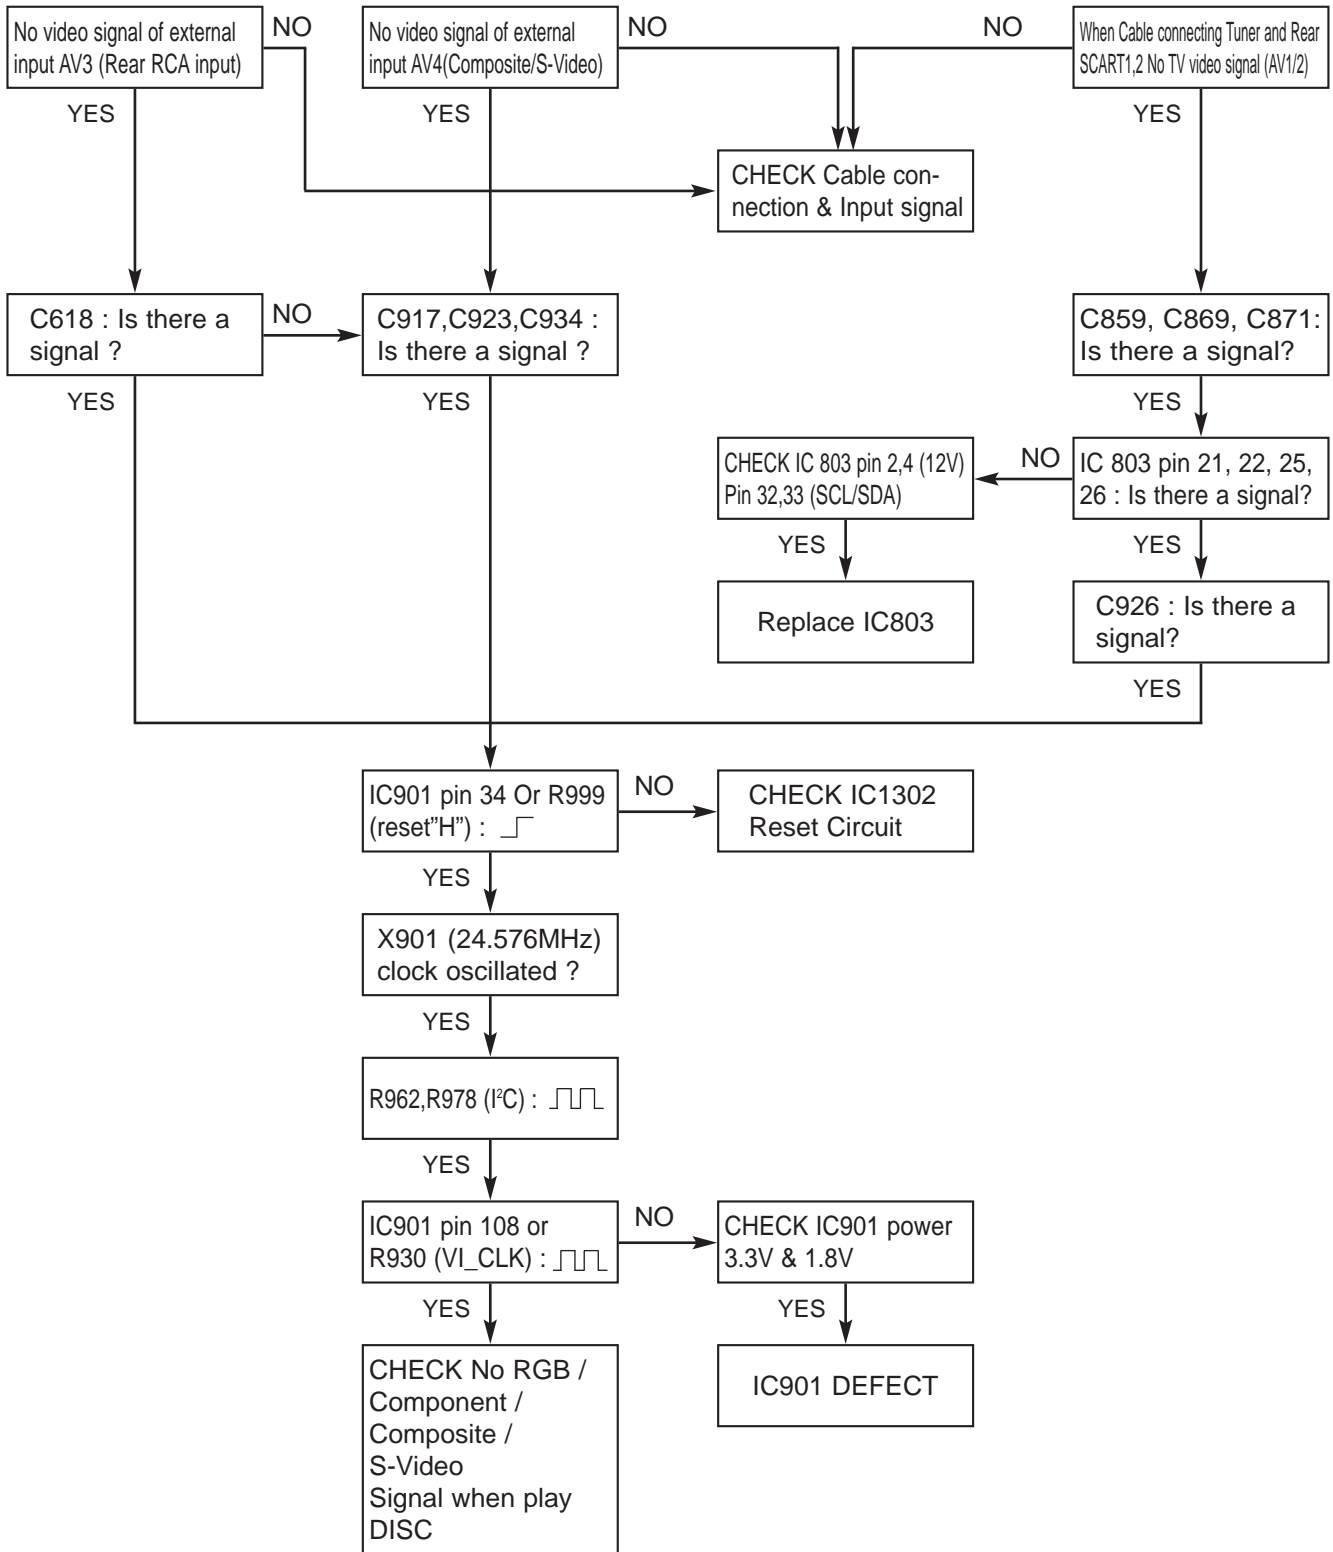 No video signal of external
input AV3 (Rear RCA input)
NO
No video signal of external
input AV4(Composite/S-Video)
NO
NO
When Cable connecting Tuner and Rear
SCART1,2 No TV video signal (AV1/2)
YES
YES
YES
CHECK Cable con-
nection & Input signal
C618 : Is there a
signal ?
NO
C917,C923,C934 :
Is there a signal ?
C859, C869, C871:
Is there a signal?
YES
YES
YES
CHECK IC 803 pin 2,4 (12V)
Pin 32,33 (SCL/SDA)
NO
IC 803 pin 21, 22, 25,
26 : Is there a signal?
YES
YES
Replace IC803
C926 : Is there a
signal?
YES
IC901 pin 34 Or R999
(reset”H”) :
NO
CHECK IC1302
Reset Circuit
YES
X901 (24.576MHz)
clock oscillated ?
YES
R962,R978 (I²C) :
YES
IC901 pin 108 or
R930 (VI_CLK) :
NO
CHECK IC901 power
3.3V & 1.8V
YES
YES
CHECK No RGB /
Component /
Composite /
S-Video
Signal when play
DISC
IC901 DEFECT